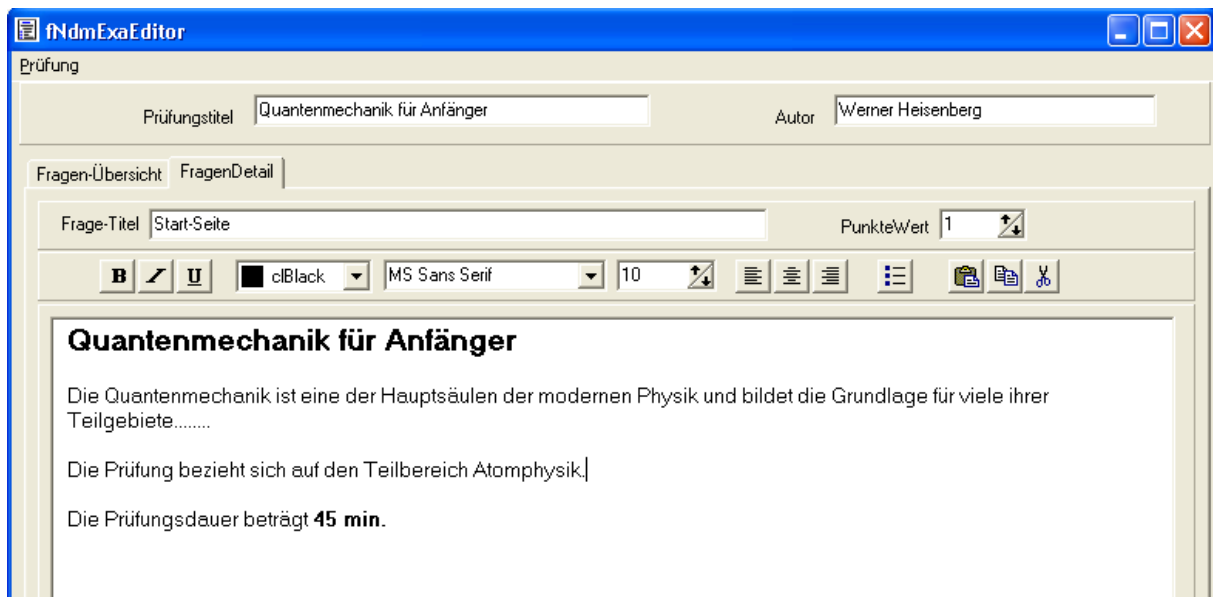 fNdmExaEditor
Prüfung
Prüfungstitel Quantenmechanik für Anfänger Autor Werner Heisenberg
Fragen-Übersicht FragenDetail
Frage-Titel Start-Seite PunkteWert 1
B I U clBlack MS Sans Serif 10
Quantenmechanik für Anfänger
Die Quantenmechanik ist eine der Hauptsäulen der modernen Physik und bildet die Grundlage für viele ihrer
Teilgebiete........
Die Prüfung bezieht sich auf den Teilbereich Atomphysik.
Die Prüfungsdauer beträgt 45 min.